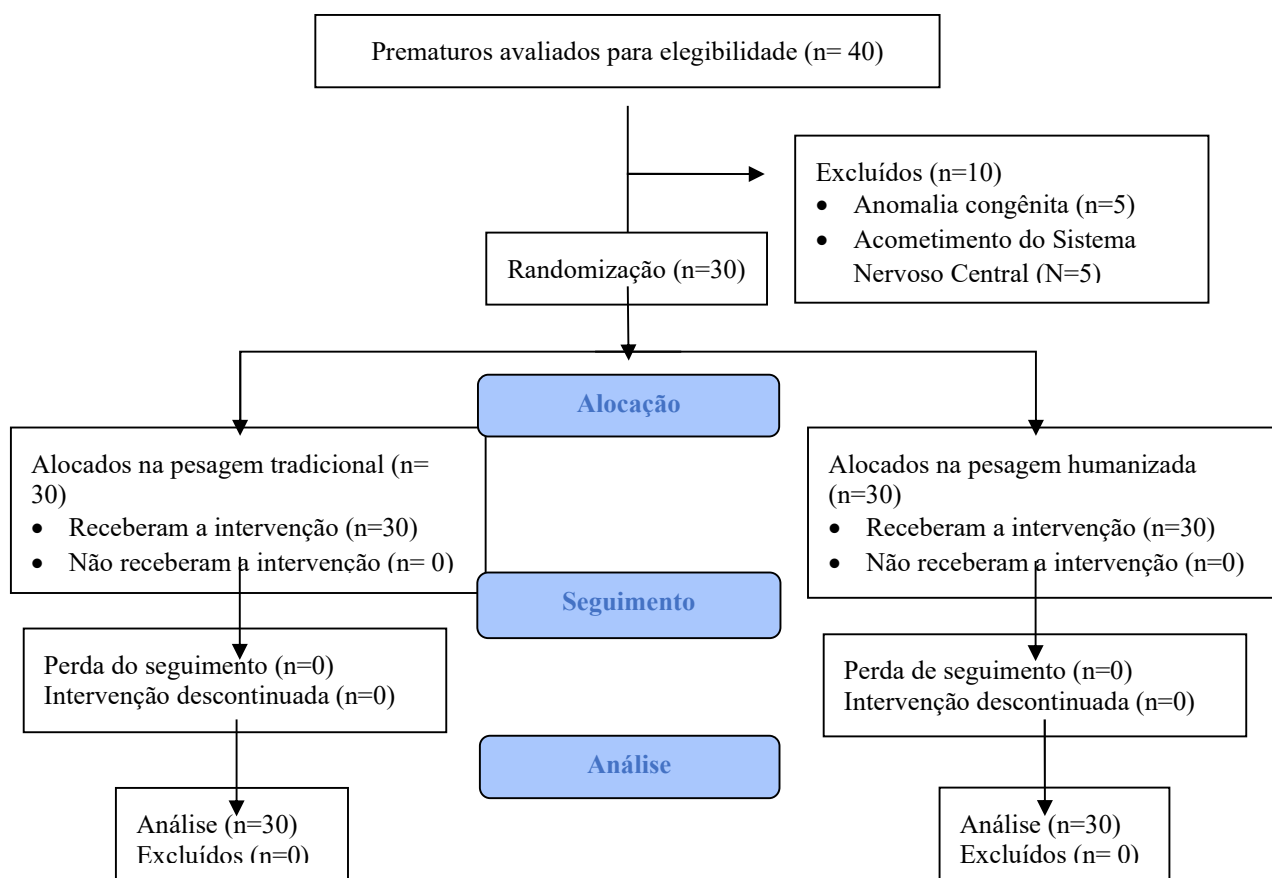 Prematuros avaliados para elegibilidade (n= 40)
Excluídos (n=10)
• Anomalia congênita (n=5)
• Acometimento do Sistema
Nervoso Central (N=5)
Randomização (n=30)
Alocação
Alocados na pesagem tradicional (n=
30)
• Receberam a intervenção (n=30)
• Não receberam a intervenção (n= 0)
Alocados na pesagem humanizada
(n=30)
• Receberam a intervenção (n=30)
• Não receberam a intervenção (n=0)
Seguimento
Perda do seguimento (n=0)
Intervenção descontinuada (n=0)
Perda de seguimento (n=0)
Intervenção descontinuada (n=0)
Análise
Análise (n=30)
Excluídos (n=0)
Análise (n=30)
Excluídos (n= 0)